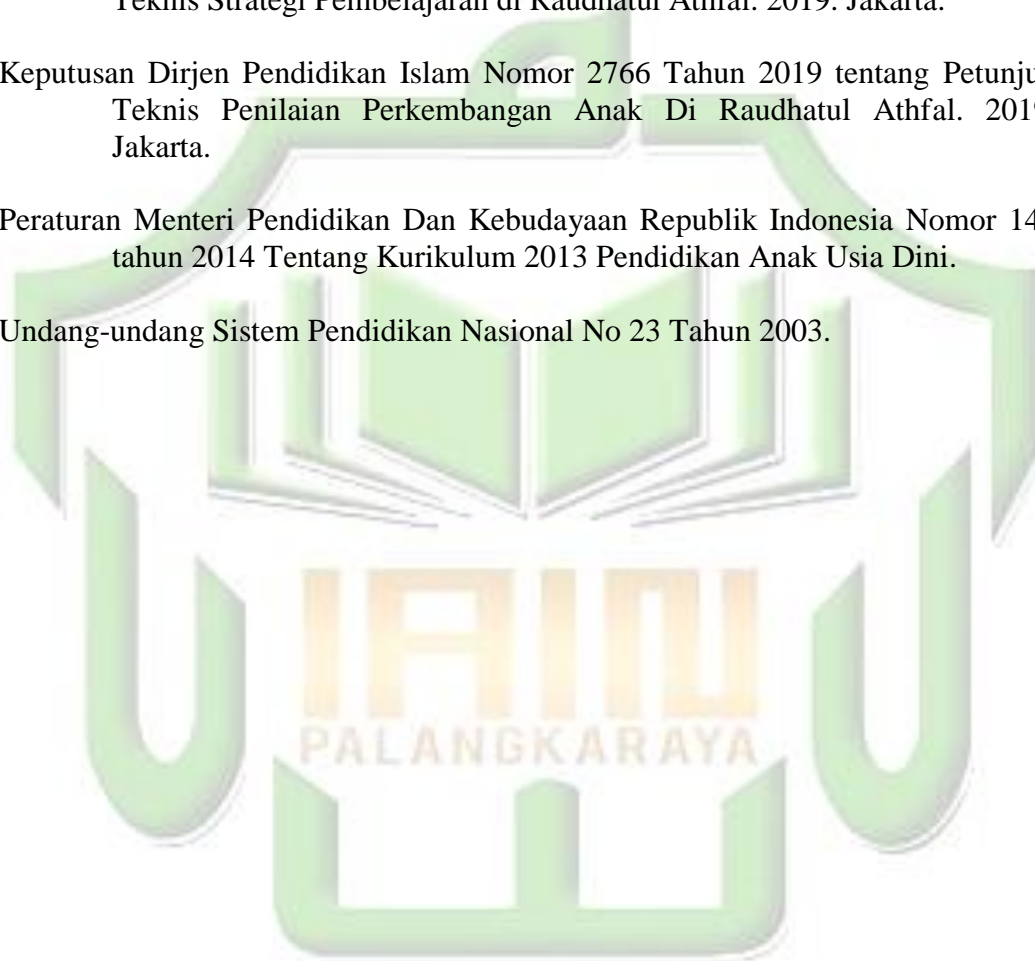 Teknis Strategi Pembelajaran di Raudhatul Athfal. 2019. Jakarta.
Keputusan Dirjen Pendidikan Islam Nomor 2766 Tahun 2019 tentang Petunju
Teknis Penilaian Perkembangan Anak Di Raudhatul Athfal. 2019
Jakarta.
Peraturan Menteri Pendidikan Dan Kebudayaan Republik Indonesia Nomor 14
tahun 2014 Tentang Kurikulum 2013 Pendidikan Anak Usia Dini.
Undang-undang Sistem Pendidikan Nasional No 23 Tahun 2003.
IAIN
PALANGKARAYA